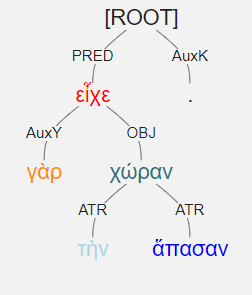 [ROOT]
PRED AuxK
εἶχε .
AuxY OBJ
γὰρ χώραν
ATR ATR
τὴν ἅπασαν